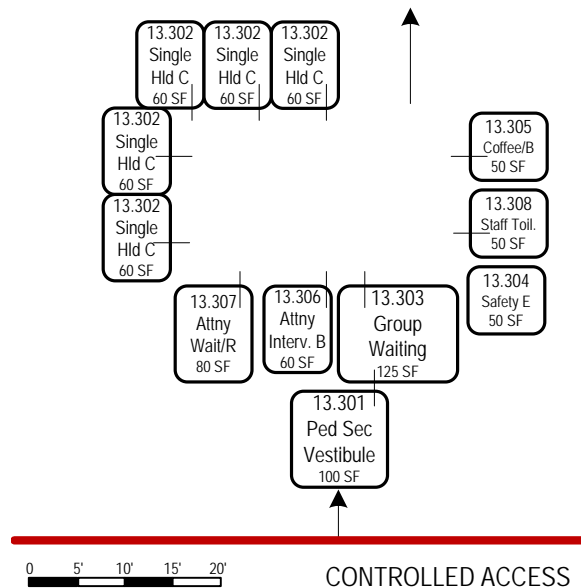 13.302
Single
Hld C
60 SF
13.302
Single
Hld C
60 SF
13.302
Single
Hld C
60 SF
13.302
Single
Hld C
60 SF
13.302
Single
Hld C
60 SF
13.305
Coffee/B
50 SF
13.308
Staff Toil.
50 SF
13.304
Safety E
50 SF
13.307
Attny
Wait/R
80 SF
13.306
Attny
Interv. B
60 SF
13.303
Group
Waiting
125 SF
13.301
Ped Sec
Vestibule
100 SF
0 5' 10' 15' 20'
CONTROLLED ACCESS